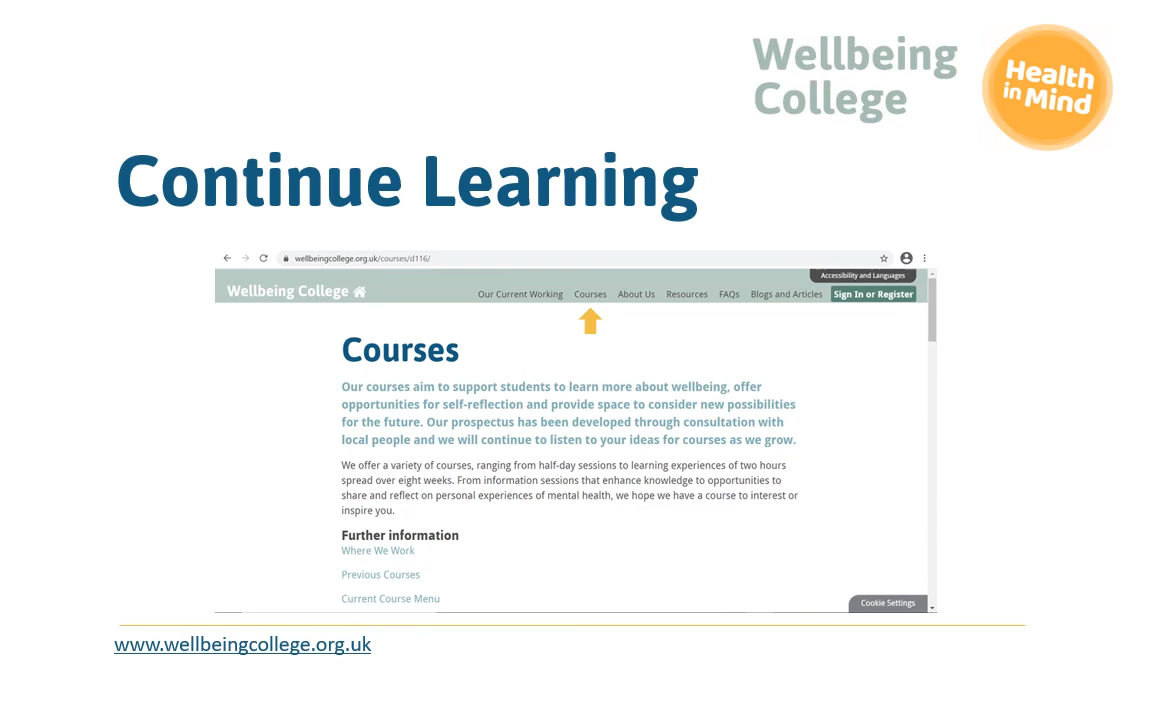 Wellbeing
College
Health
in Mind
Continue Learning
wellbeingcollege.org.uk/courses/d116/
Accessibility and Languages
Wellbeing College
Our Current Working Courses About Us Resources FAQs Blogs and Articles Sign In or Register
Courses
Our courses aim to support students to learn more about wellbeing, offer
opportunities for self-reflection and provide space to consider new possibilities
for the future. Our prospectus has been developed through consultation with
local people and we will continue to listen to your ideas for courses as we grow.
We offer a variety of courses, ranging from half-day sessions to learning experiences of two hours
spread over eight weeks. From information sessions that enhance knowledge to opportunities to
share and reflect on personal experiences of mental health, we hope we have a course to interest or
inspire you.
Further information
Where We Work
Previous Courses
Current Course Menu
Cookie Settings
www.wellbeingcollege.org.uk